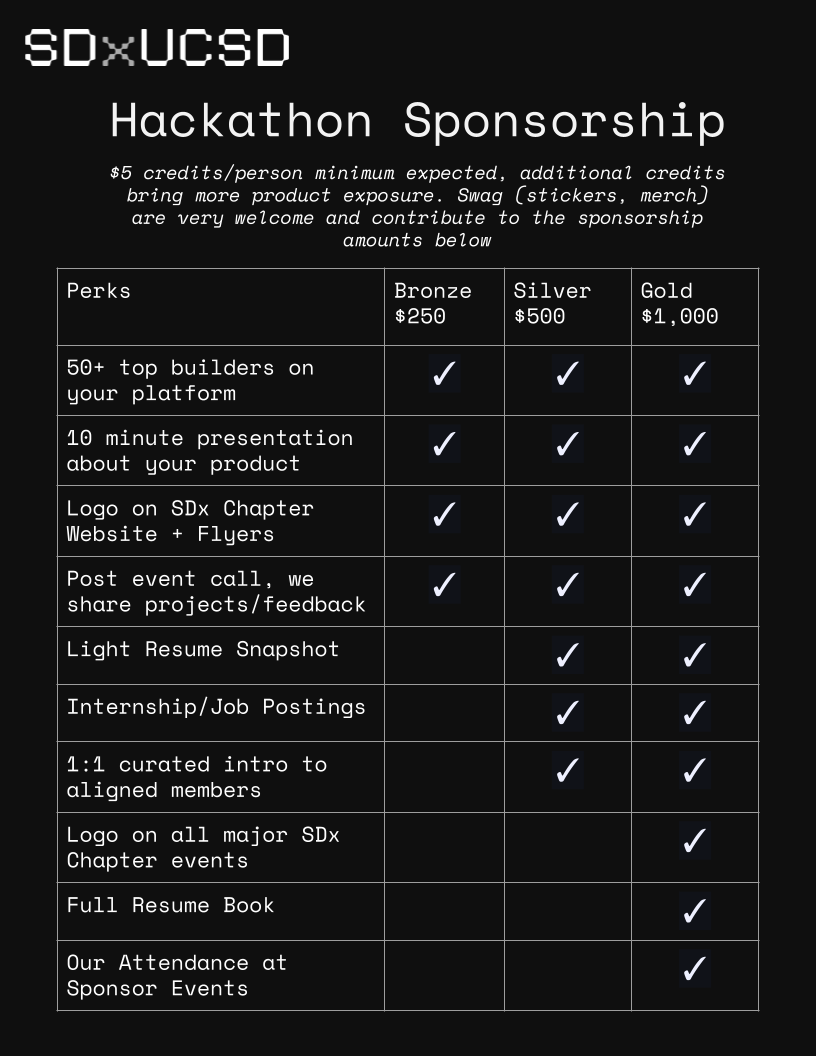 SDxUCSD
Hackathon Sponsorship
$5 credits/person minimum expected, additional credits
bring more product exposure. Swag (stickers, merch)
are very welcome and contribute to the sponsorship
amounts below
Perks
Bronze
$250
Silver
$500
Gold
$1,000
50+ top builders on
your platform
✓ ✓ ✓
10 minute presentation
about your product
✓ ✓ ✓
Logo on SDx Chapter
Website + Flyers
✓ ✓ ✓
Post event call, we
share projects/feedback
✓ ✓ ✓
Light Resume Snapshot
✓ ✓
Internship/Job Postings
✓ ✓
1:1 curated intro to
aligned members
✓ ✓
Logo on all major SDx
Chapter events
✓
Full Resume Book
✓
Our Attendance at
Sponsor Events
✓